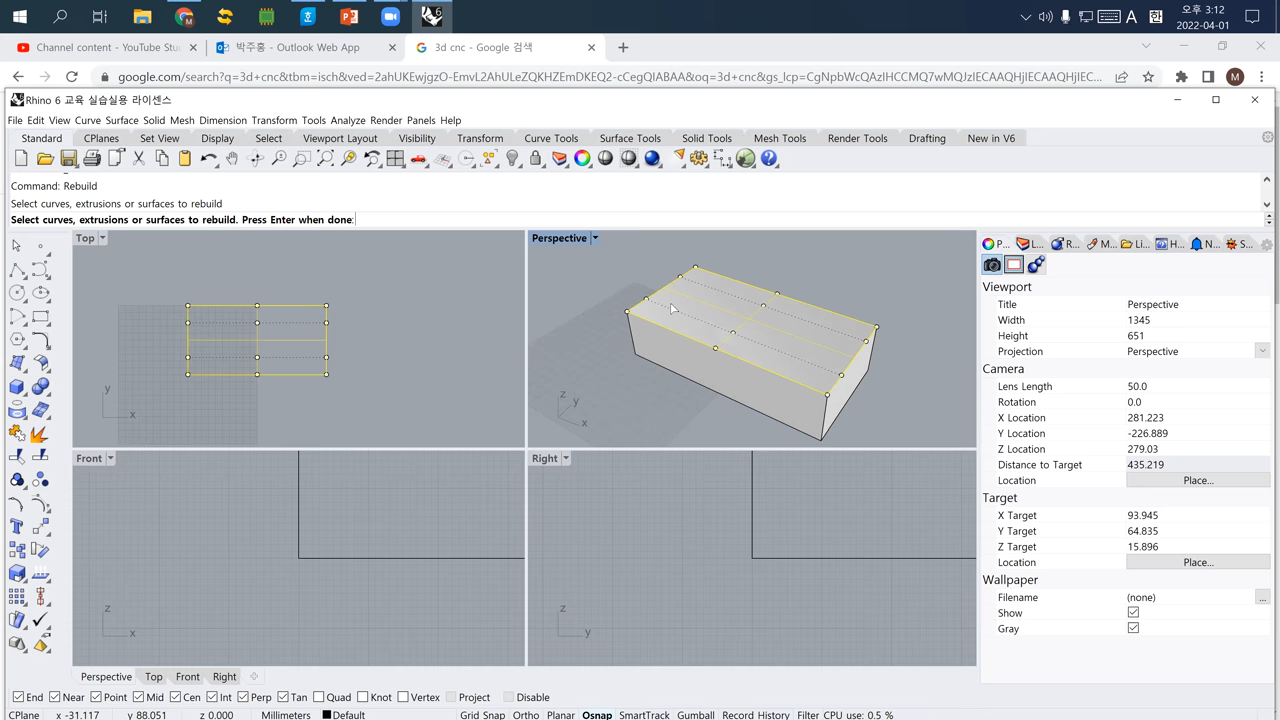 A 한 오후 3:12
2022-04-01
Channel content - YouTube Stu
박주홍 - Outlook Web App
3d cnc - Google 검색
google.com/search?q=3d+cnc&tbm=isch&ved=2ahUKEwjgzO-EmvL2AhULeZQKHZEmDKEQ2-cCegQIABAA&oq=3d+cnc&gs_lcp=CgNpbWcQAzIHCCMQ7wMQJzIECAAQHjIECAAQHjIEC...
M
Rhino 6 교육 실습실용 라이센스
File Edit View Curve Surface Solid Mesh Dimension Transform Tools Analyze Render Panels Help
Standard CPlanes Set View Display Select Viewport Layout Visibility Transform Curve Tools Surface Tools Solid Tools Mesh Tools Render Tools Drafting New in V6
Command: Rebuild
Select curves, extrusions or surfaces to rebuild
Select curves, extrusions or surfaces to rebuild. Press Enter when done:
Top
Perspective
P... L... R... M... Li... H... N... S...
Viewport
Title Perspective
Width 1345
Height 651
Projection Perspective
Camera
Lens Length 50.0
Rotation 0.0
X Location 281.223
Y Location -226.889
Z Location 279.03
Distance to Target 435.219
Location Place...
Target
X Target 93.945
Y Target 64.835
Z Target 15.896
Location Place...
Wallpaper
Filename (none) ...
Show
Gray
y
x
z
y
x
Front
Right
z
x
z
y
Perspective Top Front Right
End Near Point Mid Cen Int Perp Tan Quad Knot Vertex Project Disable
CPlane x -31.117 y 88.051 z 0.000 Millimeters Default Grid Snap Ortho Planar Osnap SmartTrack Gumball Record History Filter CPU use: 0.5 %